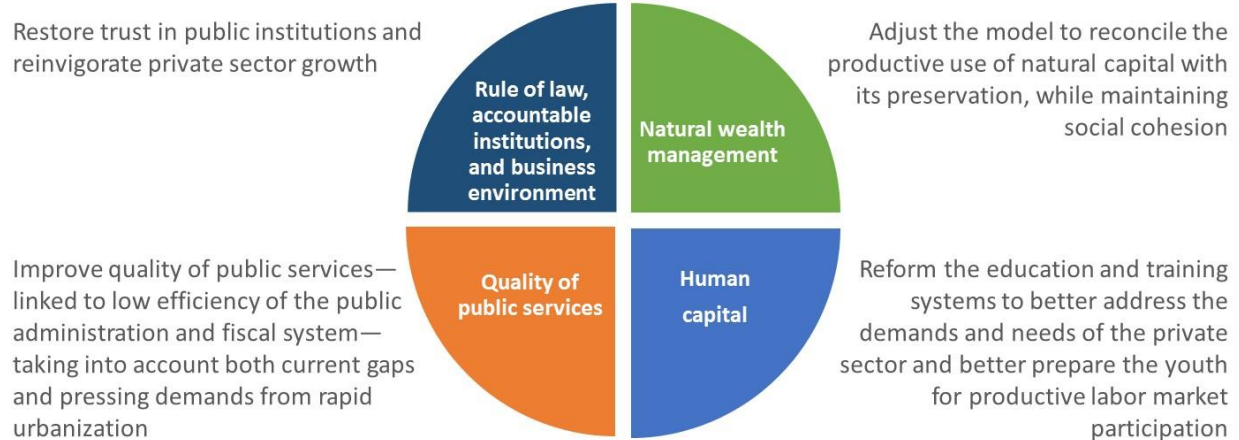 Restore trust in public institutions and
reinvigorate private sector growth
Rule of law,
accountable
institutions,
and business
environment
Natural wealth
management
Adjust the model to reconcile the
productive use of natural capital with
its preservation, while maintaining
social cohesion
Improve quality of public services—
linked to low efficiency of the public
administration and fiscal system—
taking into account both current gaps
and pressing demands from rapid
urbanization
Quality of
public services
Human
capital
Reform the education and training
systems to better address the
demands and needs of the private
sector and better prepare the youth
for productive labor market
participation